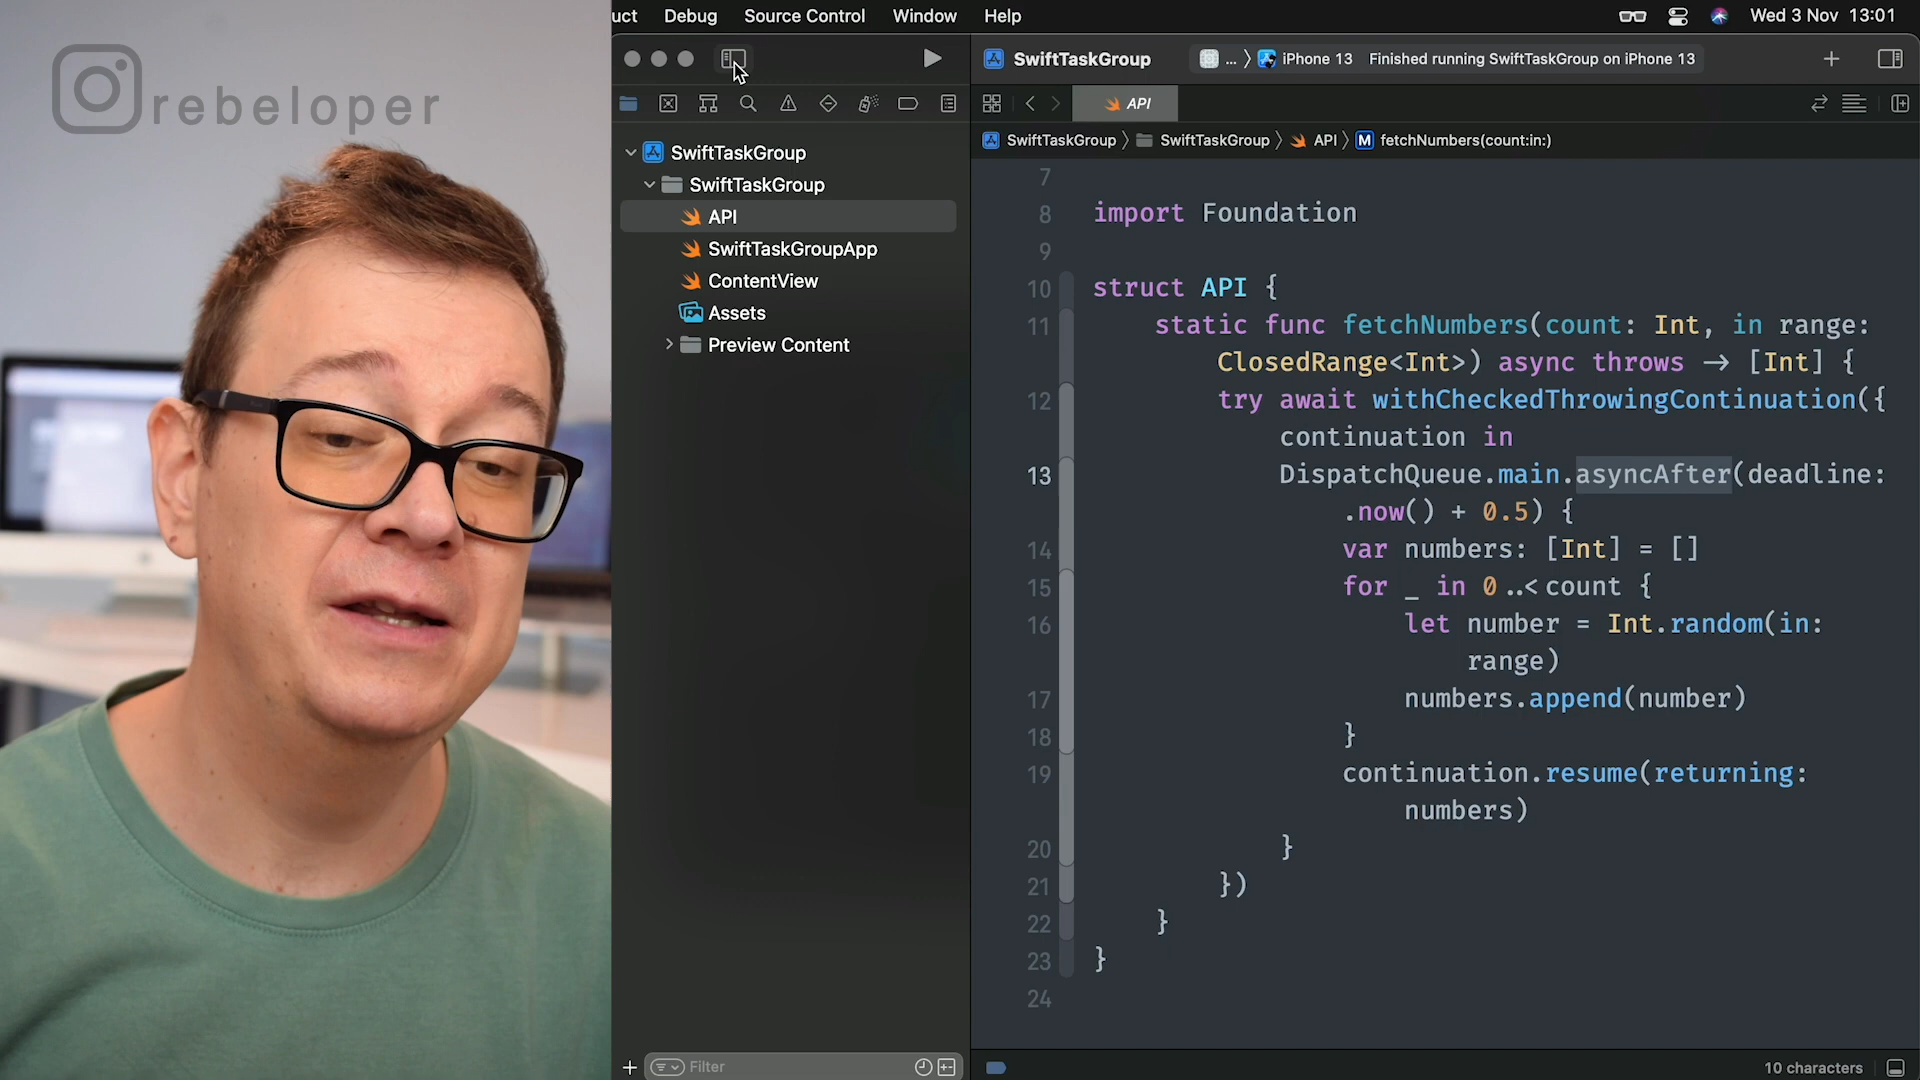 rebeloper
uct Debug Source Control Window Help
Wed 3 Nov 13:01
SwiftTaskGroup
... iPhone 13 Finished running SwiftTaskGroup on iPhone 13
API
SwiftTaskGroup SwiftTaskGroup API M fetchNumbers(count:in:)
SwiftTaskGroup
SwiftTaskGroup
API
SwiftTaskGroupApp
ContentView
Assets
Preview Content
Filter
7
8 import Foundation
9
10 struct API {
11 static func fetchNumbers(count: Int, in range:
ClosedRange<Int>) async throws -> [Int] {
12 try await withCheckedThrowingContinuation({
continuation in
13 DispatchQueue.main.asyncAfter(deadline:
.now() + 0.5) {
14 var numbers: [Int] = []
15 for _ in 0..<count {
16 let number = Int.random(in:
range)
17 numbers.append(number)
18 }
19 continuation.resume(returning:
numbers)
20 }
21 })
22 }
23 }
24
10 characters